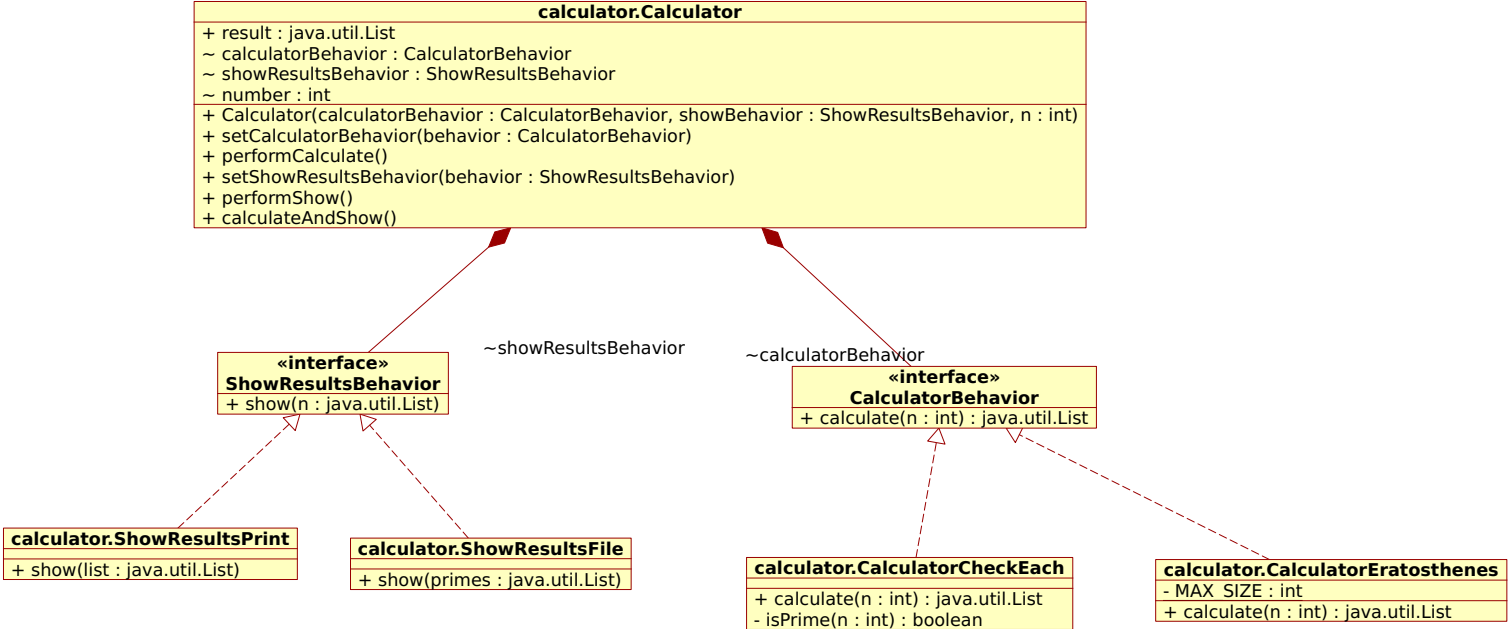 calculator.Calculator
+ result : java.util.List
~ calculatorBehavior : CalculatorBehavior
~ showResultsBehavior : ShowResultsBehavior
~ number : int
+ Calculator(calculatorBehavior : CalculatorBehavior, showBehavior : ShowResultsBehavior, n : int)
+ setCalculatorBehavior(behavior : CalculatorBehavior)
+ performCalculate()
+ setShowResultsBehavior(behavior : ShowResultsBehavior)
+ performShow()
+ calculateAndShow()
~showResultsBehavior
~calculatorBehavior
«interface»
ShowResultsBehavior
+ show(n : java.util.List)
«interface»
CalculatorBehavior
+ calculate(n : int) : java.util.List
calculator.ShowResultsPrint
+ show(list : java.util.List)
calculator.ShowResultsFile
+ show(primes : java.util.List)
calculator.CalculatorCheckEach
+ calculate(n : int) : java.util.List
- isPrime(n : int) : boolean
calculator.CalculatorEratosthenes
- MAX_SIZE : int
+ calculate(n : int) : java.util.List